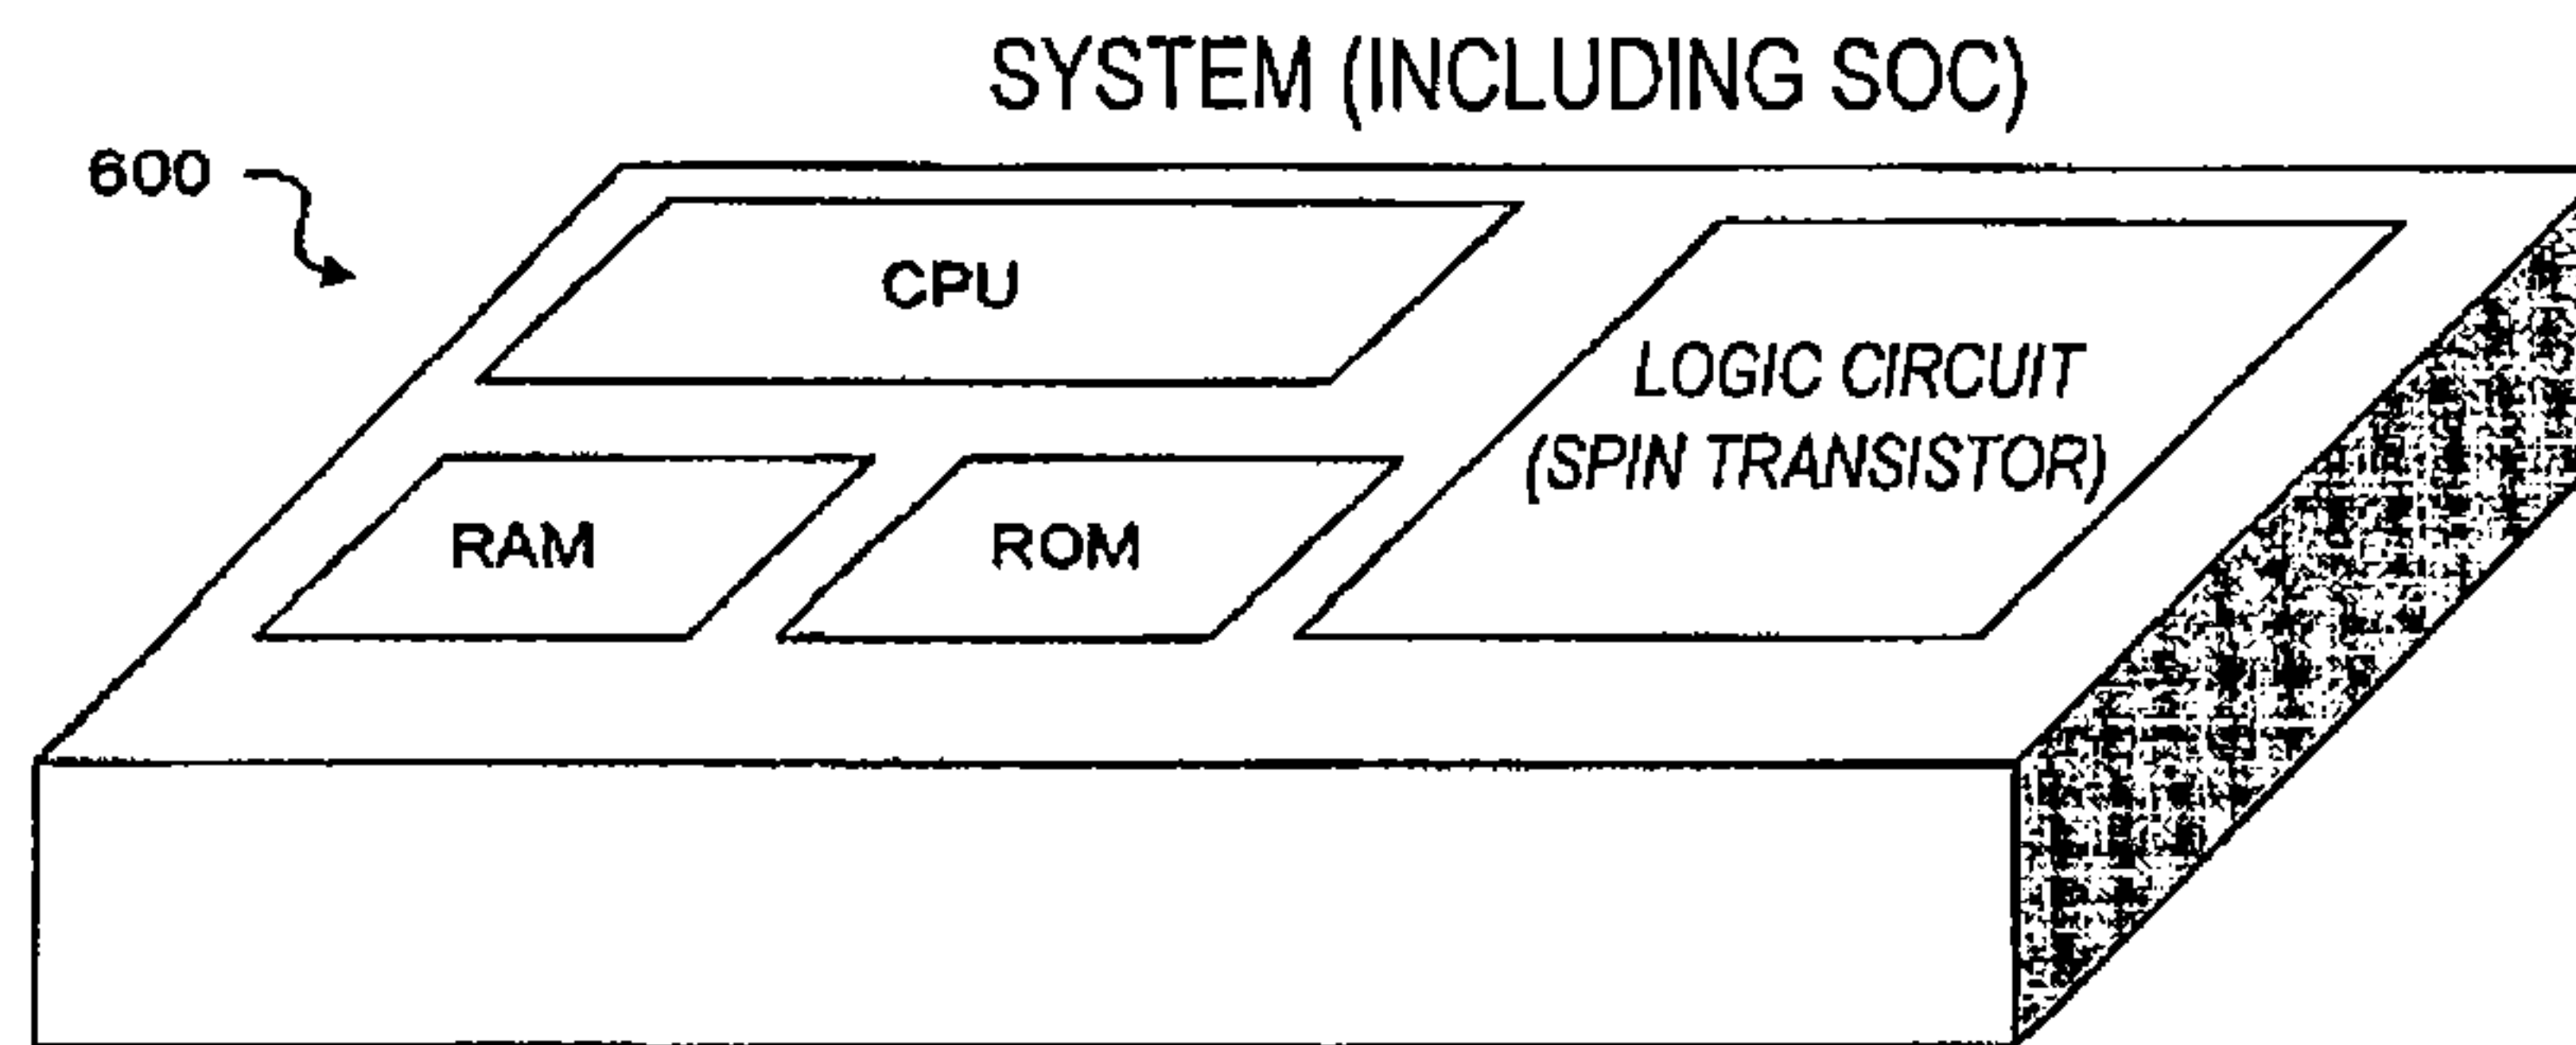 SYSTEM (INCLUDING SOC)
600
CPU
LOGIC CIRCUIT
(SPIN TRANSISTOR)
RAM
ROM